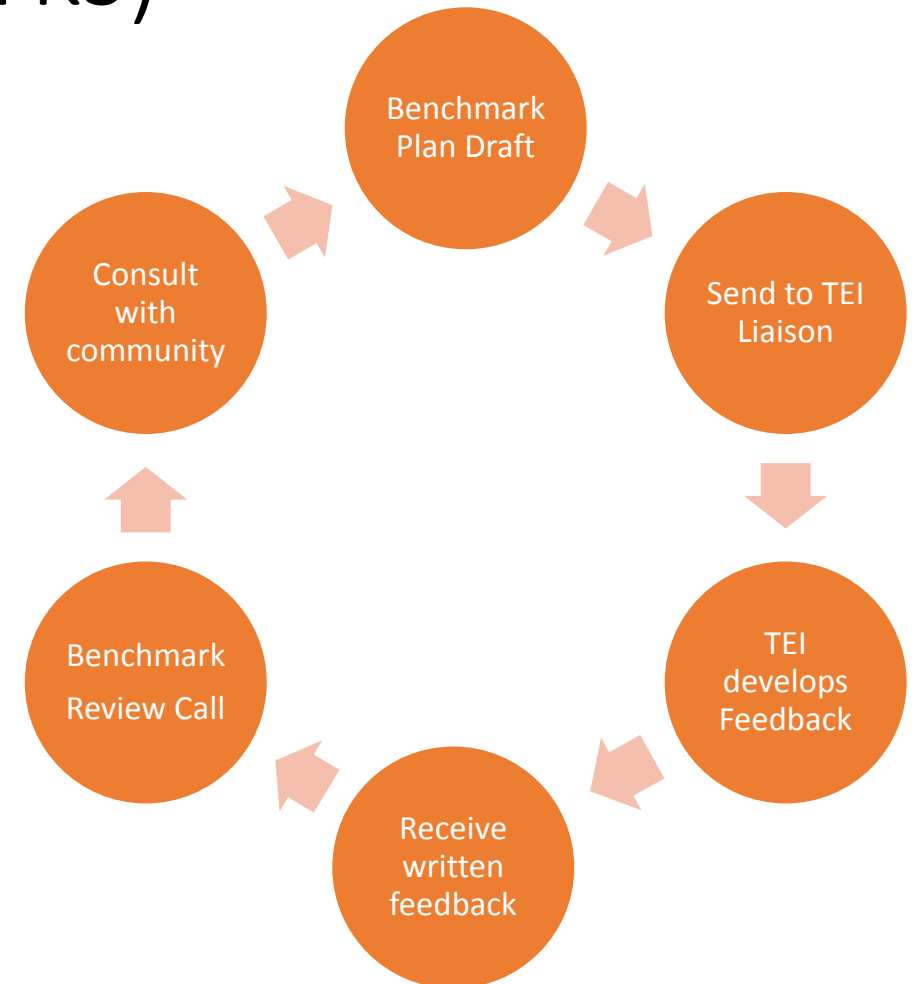 Benchmark
Plan Draft
Send to TEI
Liaison
TEI
develops
Feedback
Receive
written
feedback
Benchmark
Review Call
Consult
with
community